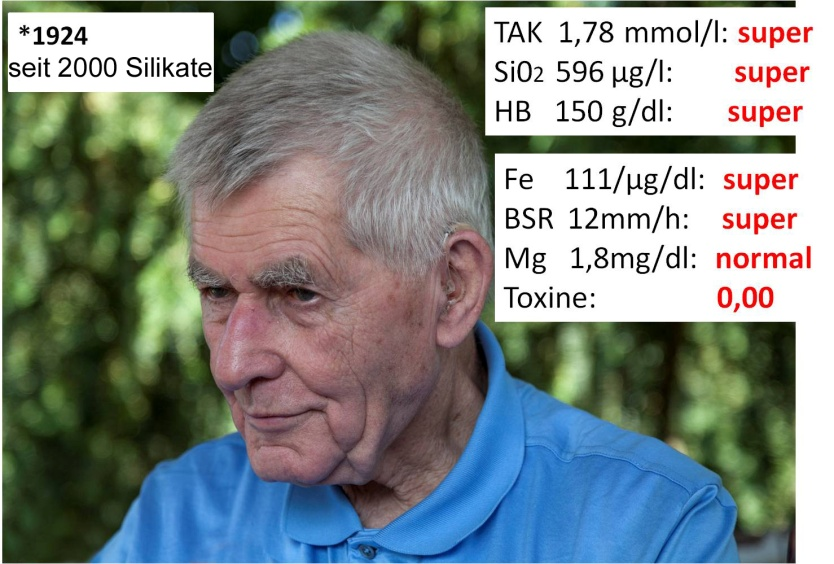 *1924
seit 2000 Silikate
TAK 1,78 mmol/l: super
Si02 596 µg/l: super
HB 150 g/dl: super
Fe 111/µg/dl: super
BSR 12mm/h: super
Mg 1,8mg/dl: normal
Toxine: 0,00